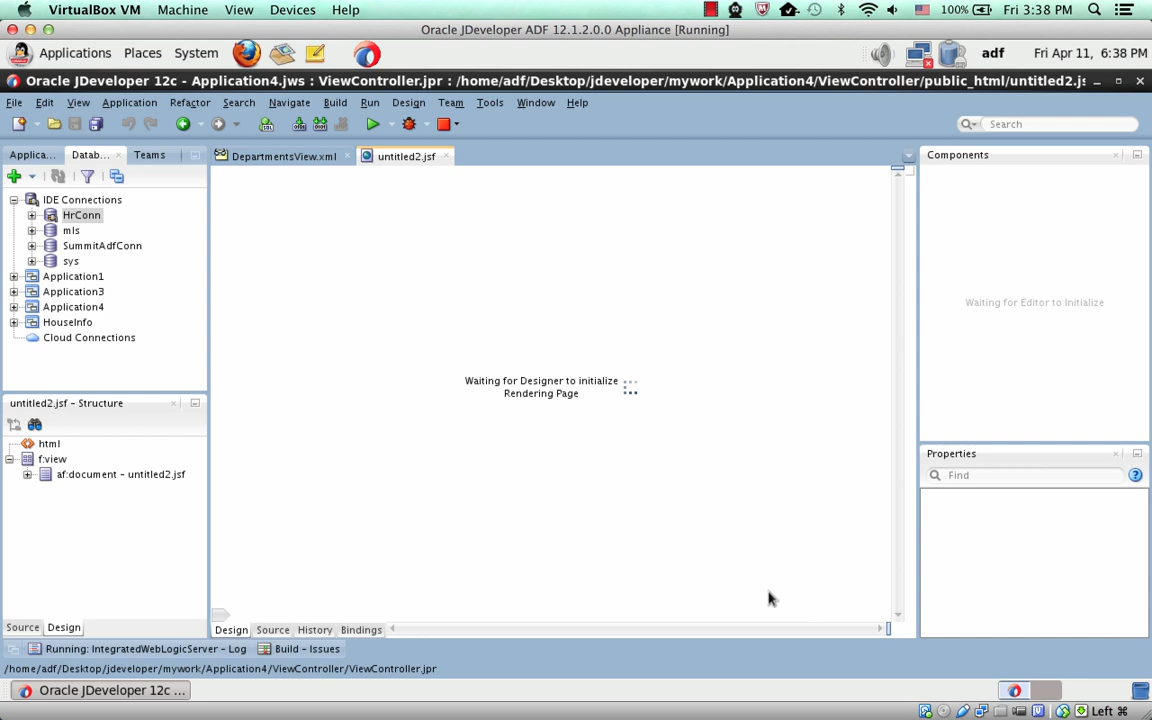 VirtualBox VM Machine View Devices Help 100% Fri 3:38 PM
Oracle JDeveloper ADF 12.1.2.0.0 Appliance [Running]
Applications Places System adf Fri Apr 11, 6:38 PM
Oracle JDeveloper 12c - Application4.jws : ViewController.jpr : /home/adf/Desktop/jdeveloper/mywork/Application4/ViewController/public_html/untitled2.js
File Edit View Application Refactor Search Navigate Build Run Design Team Tools Window Help
Search
Applica... Datab... Teams DepartmentsView.xml untitled2.jsf Components
IDE Connections
HrConn
mls
SummitAdfConn
sys
Application1
Application3
Application4
HouseInfo
Cloud Connections
Waiting for Editor to Initialize
Waiting for Designer to initialize
Rendering Page
untitled2.jsf - Structure
html
f:view
af:document - untitled2.jsf
Properties
Find
Source Design
Design Source History Bindings
Running: IntegratedWebLogicServer - Log Build - Issues
/home/adf/Desktop/jdeveloper/mywork/Application4/ViewController/ViewController.jpr
Oracle JDeveloper 12c ...
Left ⌘